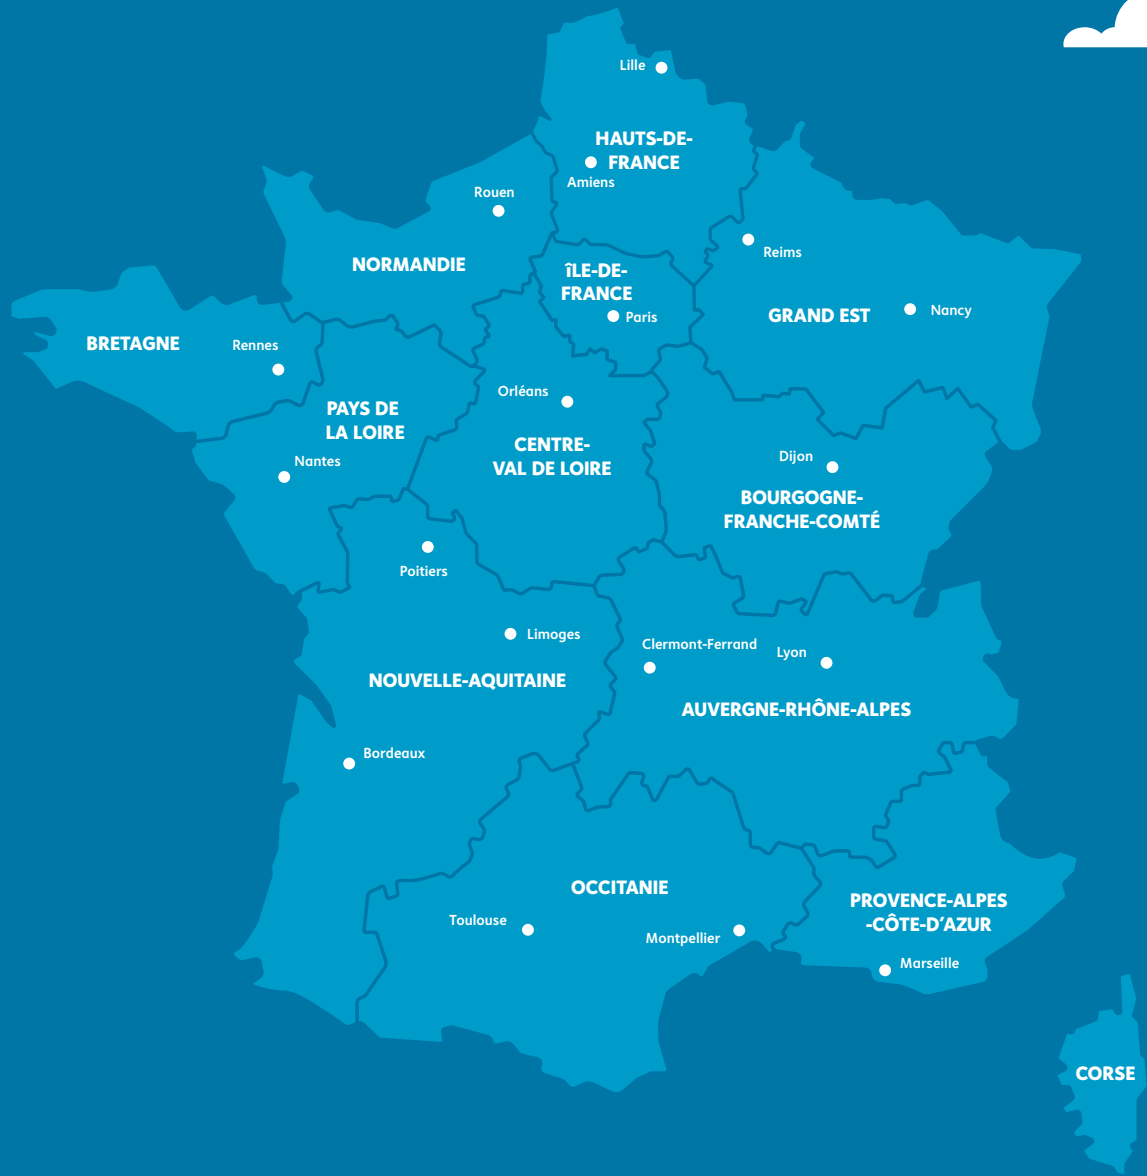 Lille
HAUTS-DE-
FRANCE
Amiens
Rouen
NORMANDIE
Reims
îLE-DE-
FRANCE
Paris
GRAND EST
Nancy
BRETAGNE
Rennes
PAYS DE
LA LOIRE
Nantes
Orléans
CENTRE-
VAL DE LOIRE
Dijon
BOURGOGNE-
FRANCHE-COMTÉ
Poitiers
Limoges
NOUVELLE-AQUITAINE
Bordeaux
Clermont-Ferrand
Lyon
AUVERGNE-RHÔNE-ALPES
OCCITANIE
Toulouse
Montpellier
PROVENCE-ALPES
-CÔTE-D’AZUR
Marseille
CORSE